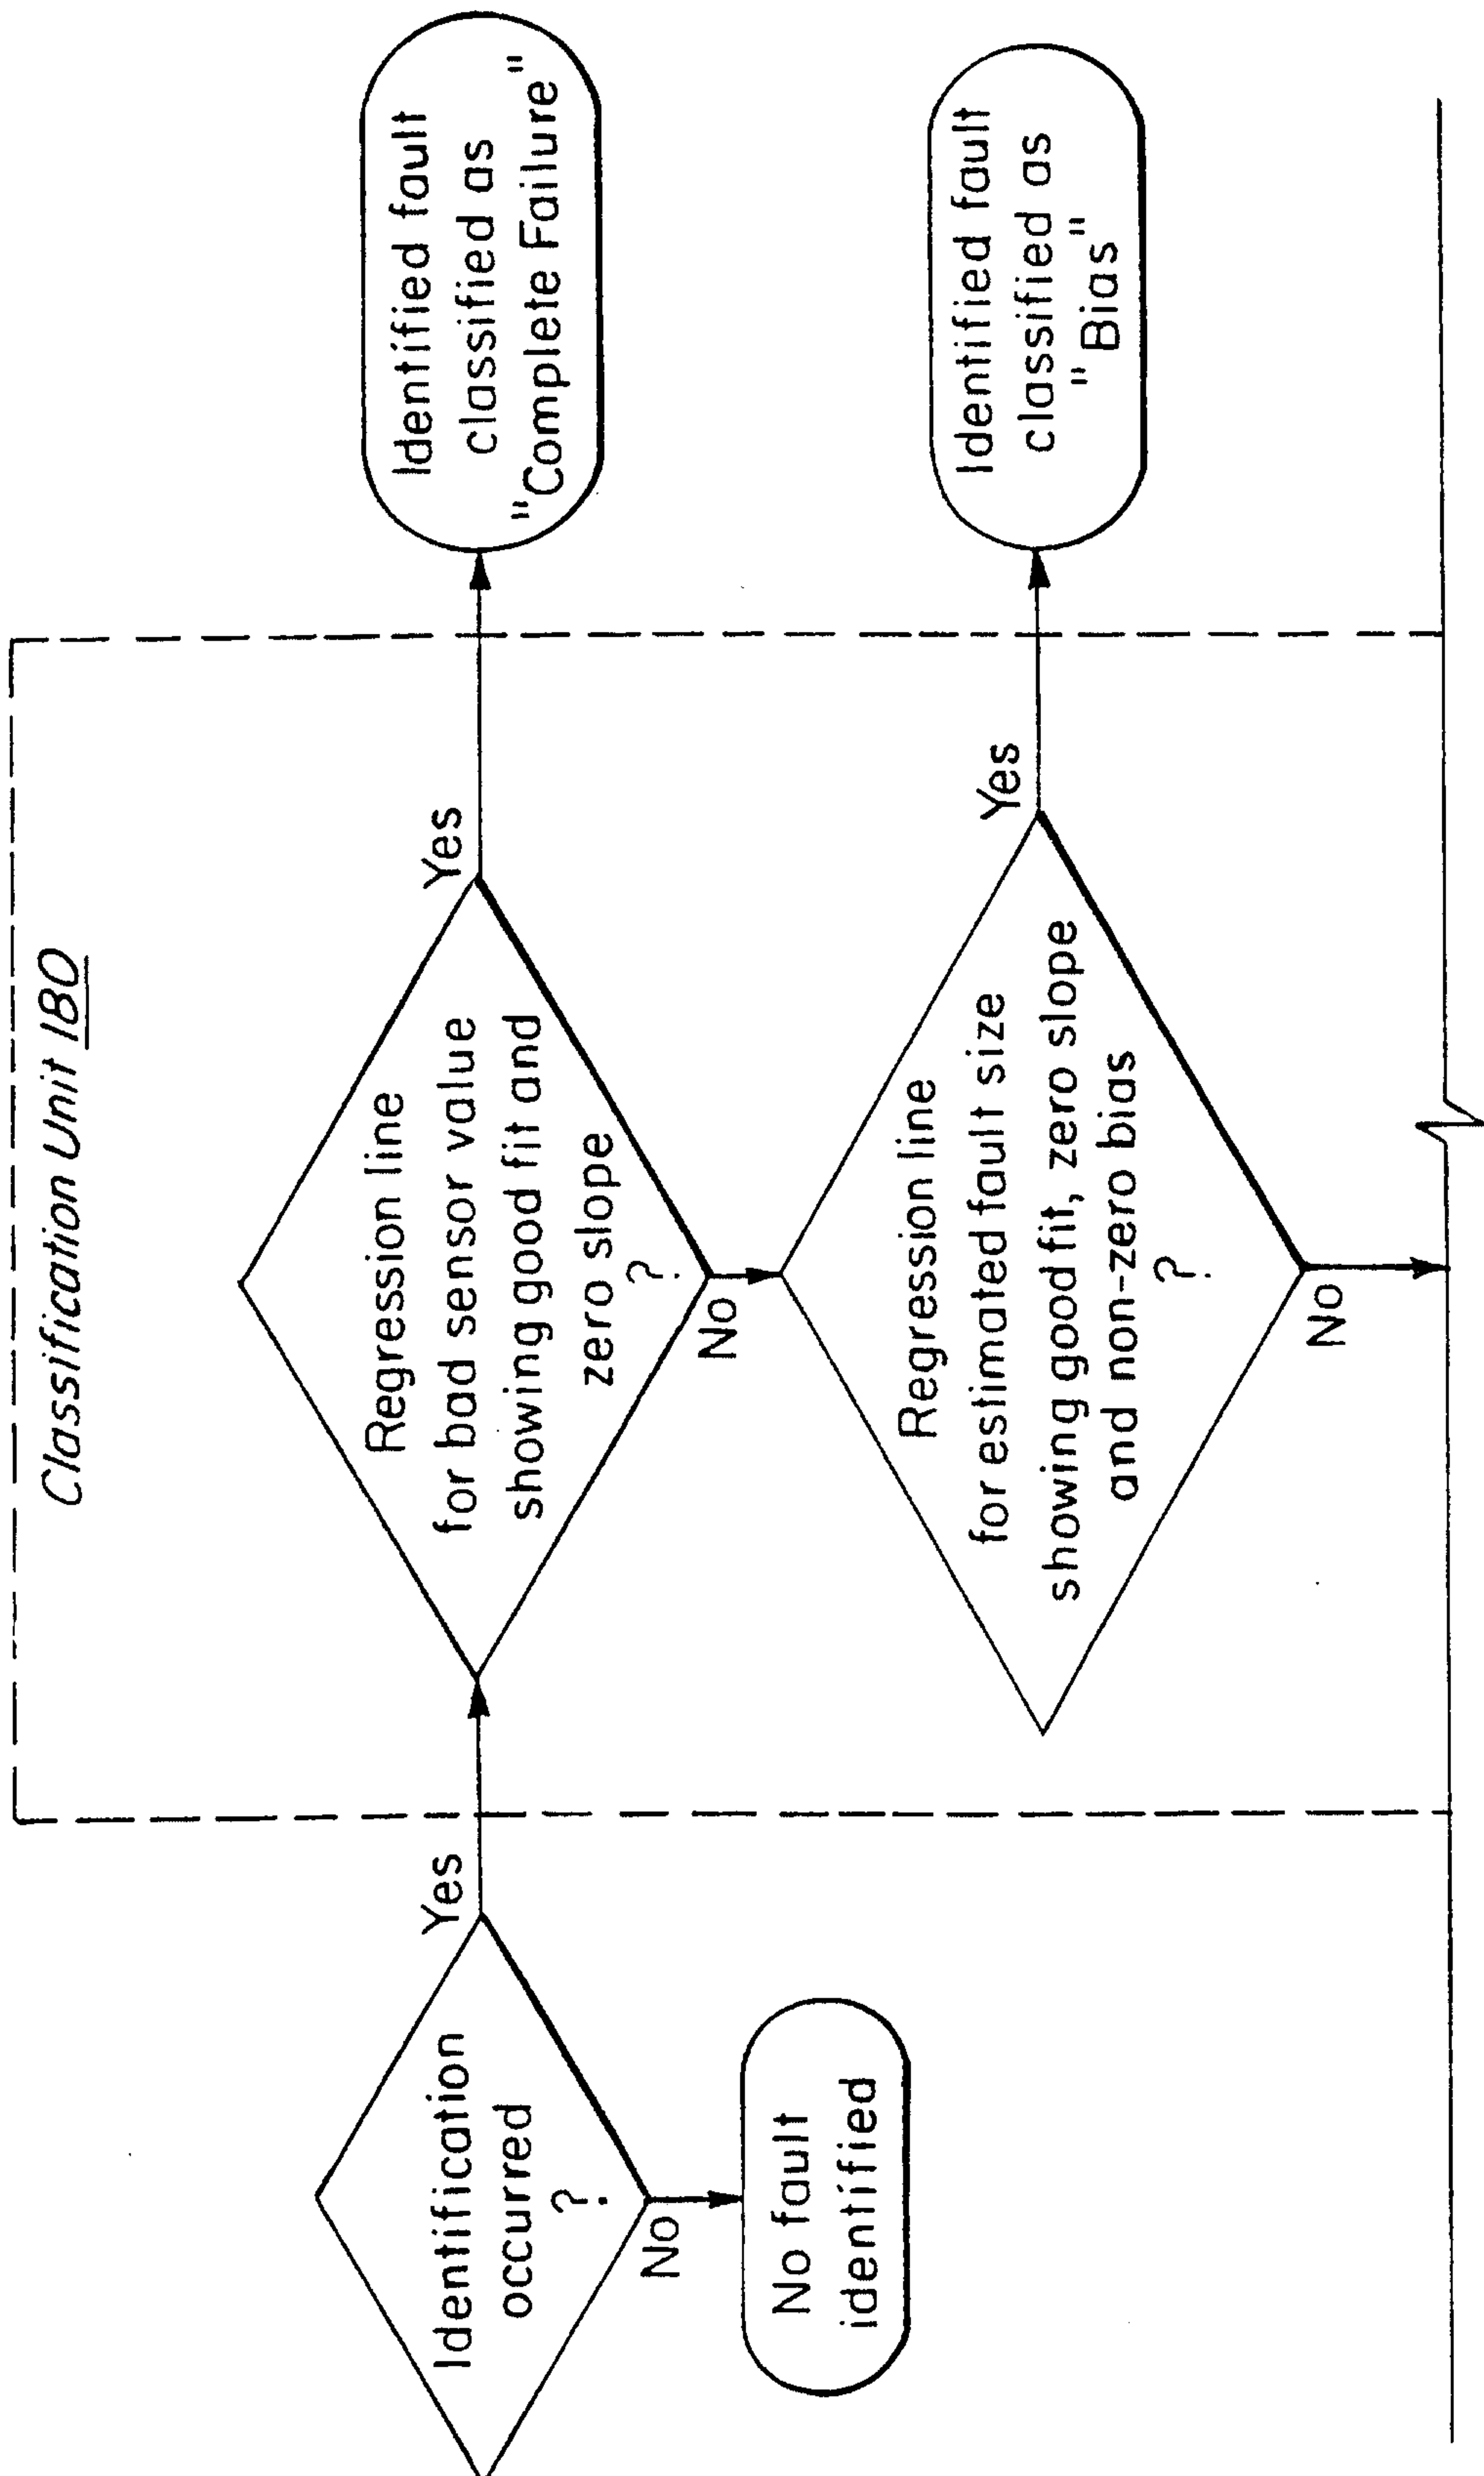 Classification Unit 180
Identification
occurred
?
Yes
No
No fault
identified
Regression line
for bad sensor value
showing good fit and
zero slope
?
Yes
No
Identified fault
classified as
"Complete Failure"
Regression line
for estimated fault size
showing good fit, zero slope
and non-zero bias
?
Yes
No
Identified fault
classified as
"Bias"